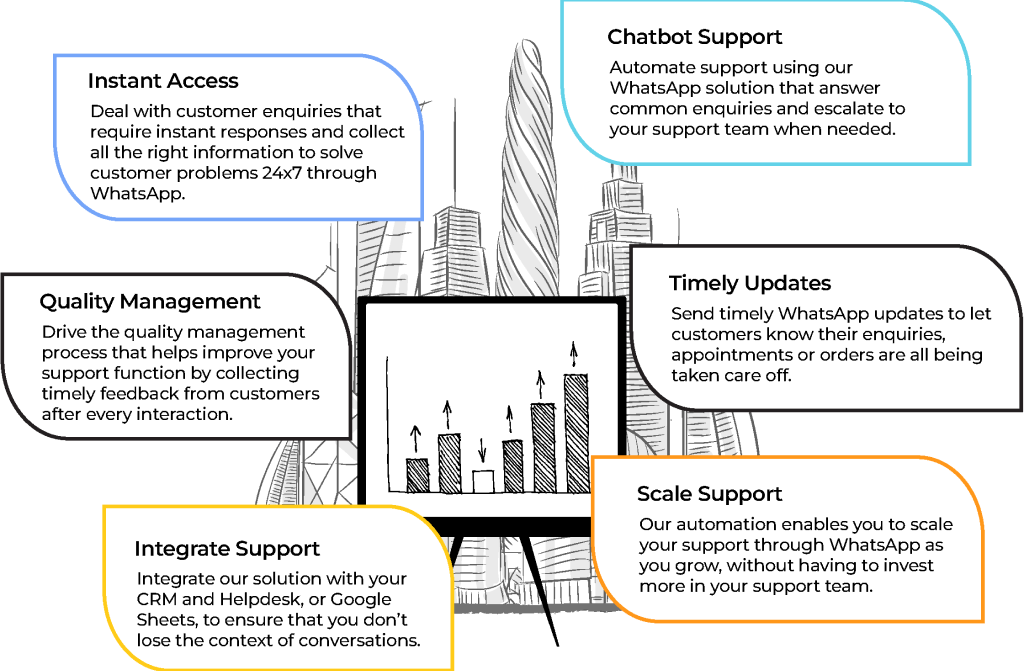 Instant Access
Deal with customer enquiries that
require instant responses and collect
all the right information to solve
customer problems 24x7 through
WhatsApp.
Chatbot Support
Automate support using our
WhatsApp solution that answer
common enquiries and escalate to
your support team when needed.
Quality Management
Drive the quality management
process that helps improve your
support function by collecting
timely feedback from customers
after every interaction.
Timely Updates
Send timely WhatsApp updates to let
customers know their enquiries,
appointments or orders are all being
taken care off.
Integrate Support
Integrate our solution with your
CRM and Helpdesk, or Google
Sheets, to ensure that you don't
lose the context of conversations.
Scale Support
Our automation enables you to scale
your support through WhatsApp as
you grow, without having to invest
more in your support team.